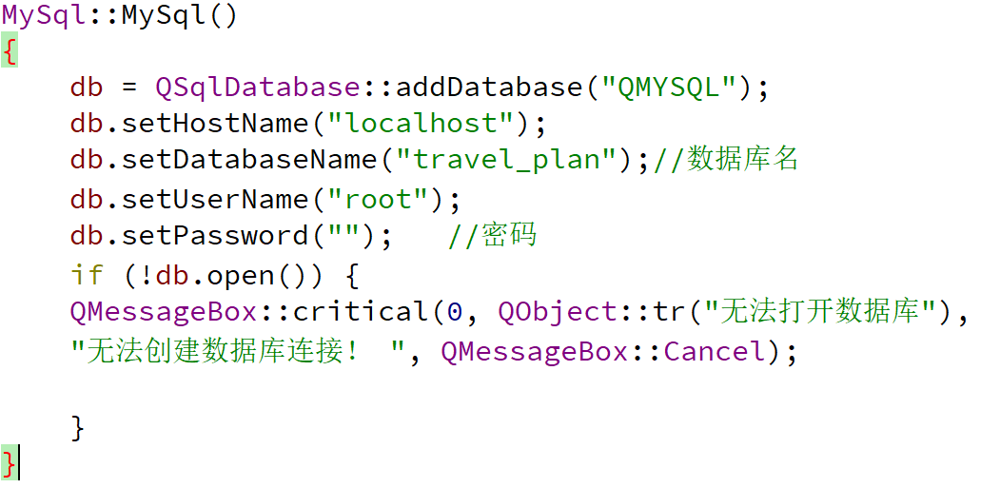 MySql::MySql()
{
    db = QSqlDatabase::addDatabase("QMYSQL");
    db.setHostName("localhost");
    db.setDatabaseName("travel_plan");//数据库名
    db.setUserName("root");
    db.setPassword("");   //密码
    if (!db.open()) {
    QMessageBox::critical(0, QObject::tr("无法打开数据库"),
    "无法创建数据库连接！ ", QMessageBox::Cancel);
    }
}